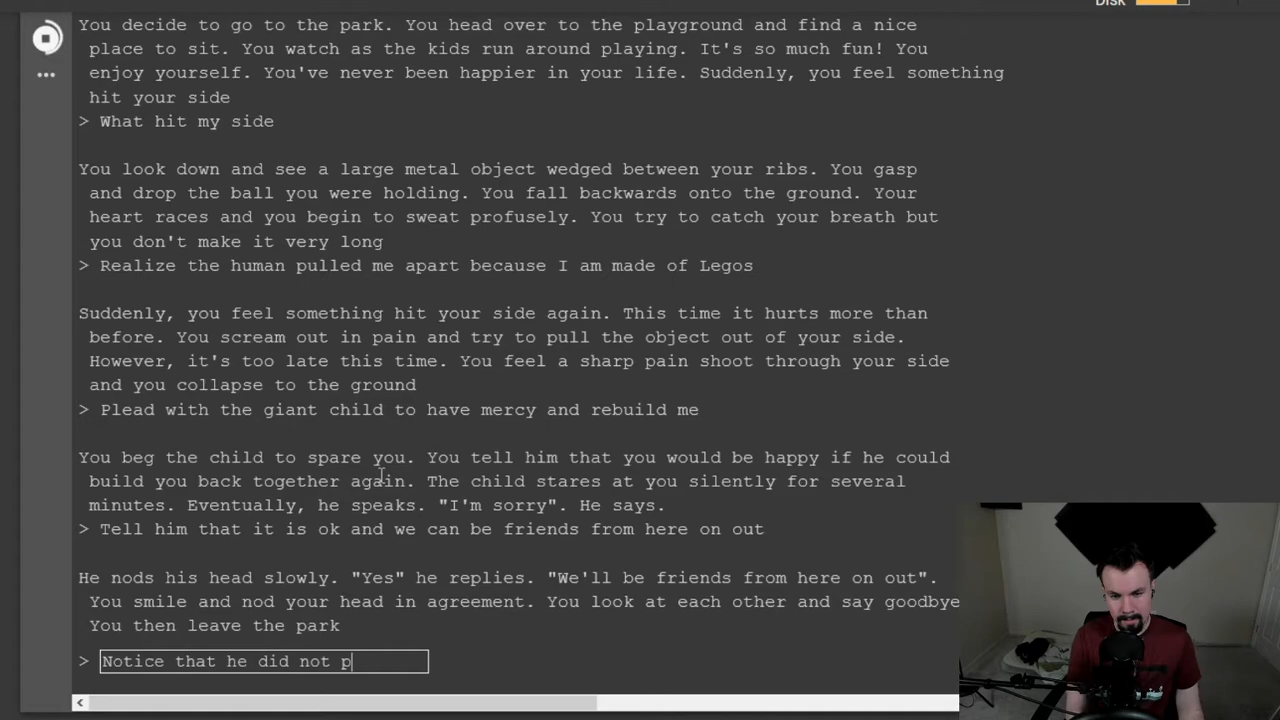 Disk
You decide to go to the park. You head over to the playground and find a nice
place to sit. You watch as the kids run around playing. It's so much fun! You
enjoy yourself. You've never been happier in your life. Suddenly, you feel something
hit your side
> What hit my side
You look down and see a large metal object wedged between your ribs. You gasp
and drop the ball you were holding. You fall backwards onto the ground. Your
heart races and you begin to sweat profusely. You try to catch your breath but
you don't make it very long
> Realize the human pulled me apart because I am made of Legos
Suddenly, you feel something hit your side again. This time it hurts more than
before. You scream out in pain and try to pull the object out of your side.
However, it's too late this time. You feel a sharp pain shoot through your side
and you collapse to the ground
> Plead with the giant child to have mercy and rebuild me
You beg the child to spare you. You tell him that you would be happy if he could
build you back together again. The child stares at you silently for several
minutes. Eventually, he speaks. "I'm sorry". He says.
> Tell him that it is ok and we can be friends from here on out
He nods his head slowly. "Yes" he replies. "We'll be friends from here on out".
You smile and nod your head in agreement. You look at each other and say goodbye
You then leave the park
> Notice that he did not p